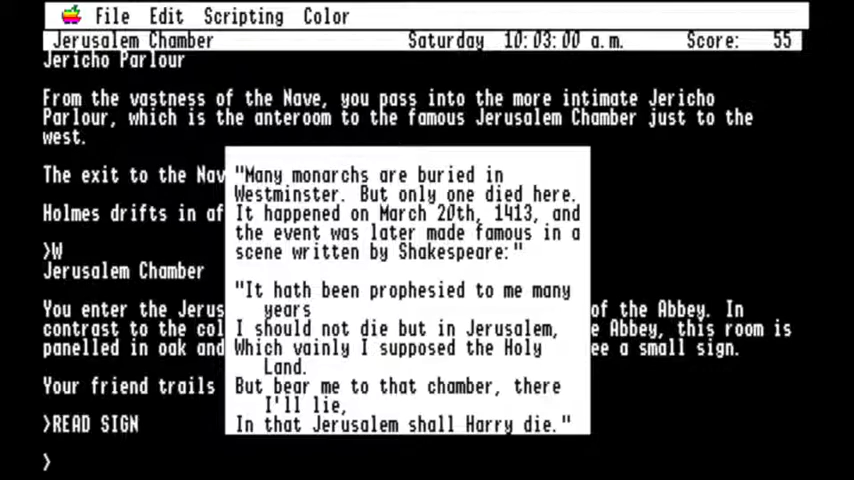 File Edit Scripting Color
Jerusalem Chamber Saturday 10:03:00 a.m. Score: 55
Jericho Parlour
From the vastness of the Nave, you pass into the more intimate Jericho
Parlour, which is the anteroom to the famous Jerusalem Chamber just to the
west.
The exit to the Nav
Holmes drifts in af
>W
Jerusalem Chamber
You enter the Jerus of the Abbey. In
contrast to the col e Abbey, this room is
panelled in oak and ee a small sign.
Your friend trails
>READ SIGN
>
"Many monarchs are buried in
Westminster. But only one died here.
It happened on March 20th, 1413, and
the event was later made famous in a
scene written by Shakespeare:"
"It hath been prophesied to me many
years
I should not die but in Jerusalem,
Which vainly I supposed the Holy
Land.
But bear me to that chamber, there
I'll lie,
In that Jerusalem shall Harry die."